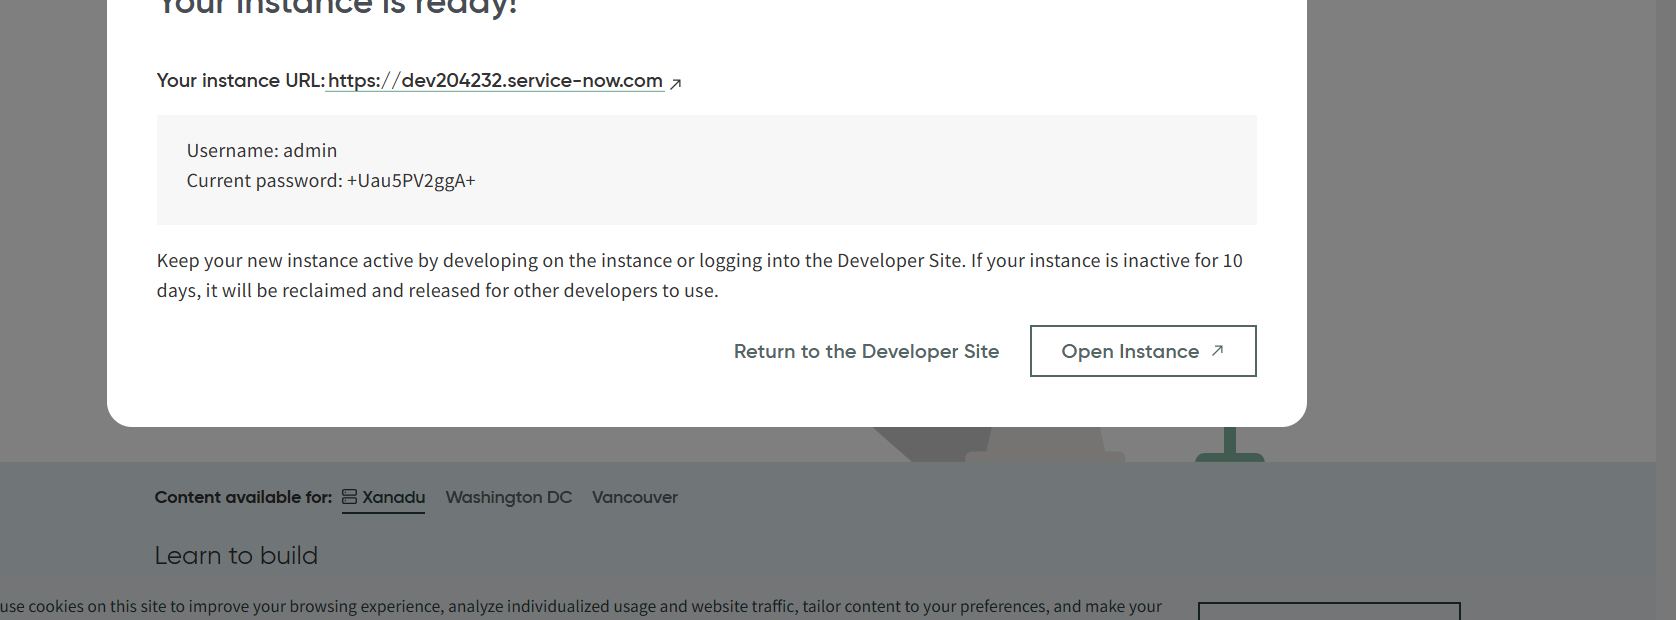 Your instance is ready!
Your instance URL: https://dev204232.service-now.com
Username: admin
Current password: +Uau5PV2ggA+
Keep your new instance active by developing on the instance or logging into the Developer Site. If your instance is inactive for 10
days, it will be reclaimed and released for other developers to use.
Return to the Developer Site
Open Instance
Content available for: Xanadu Washington DC Vancouver
Learn to build
use cookies on this site to improve your browsing experience, analyze individualized usage and website traffic, tailor content to your preferences, and make your